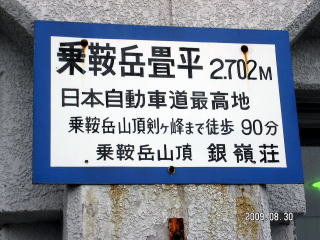 乗鞍岳畳平 2.702M
日本自動車道最高地
乗鞍岳山頂剣ヶ峰まで徒歩 90分
乗鞍岳山頂 銀嶺荘
2009.08.30